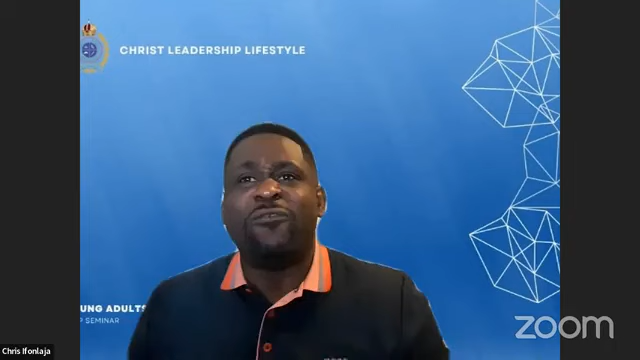 CHRIST LEADERSHIP LIFESTYLE
UNG ADULTS
P SEMINAR
Chris Ifonlaja
zoom